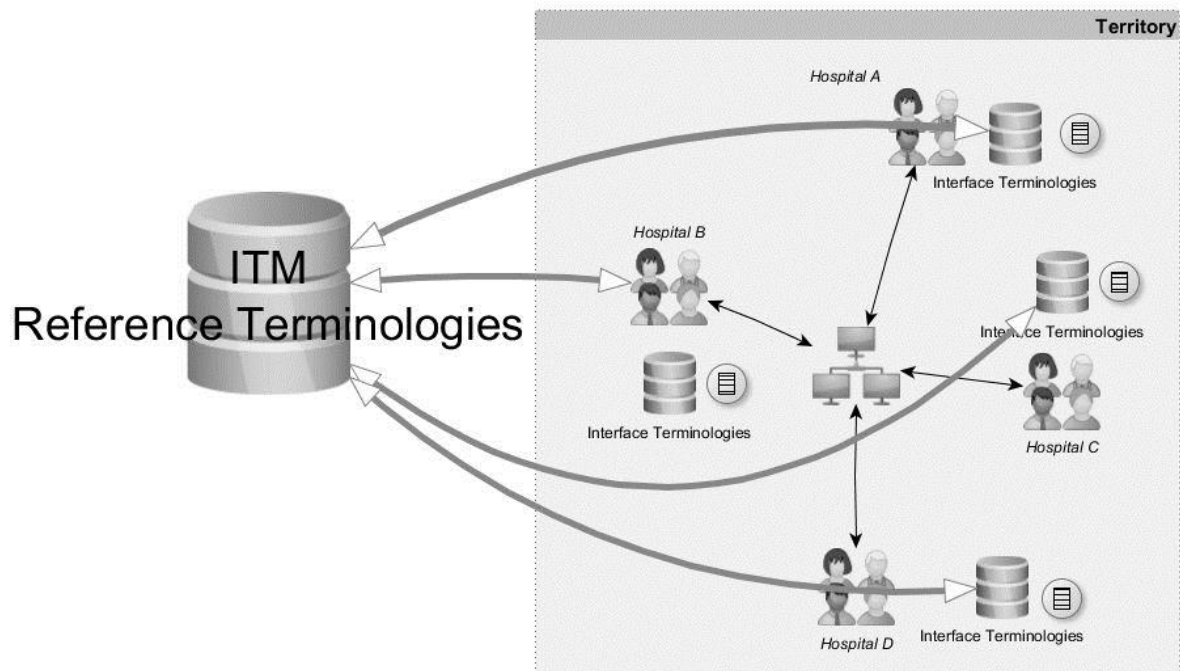 Territory
Hospital A
Interface Terminologies
Hospital B
ITM
Reference Terminologies
Interface Terminologies
Interface Terminologies
Hospital C
Interface Terminologies
Hospital D